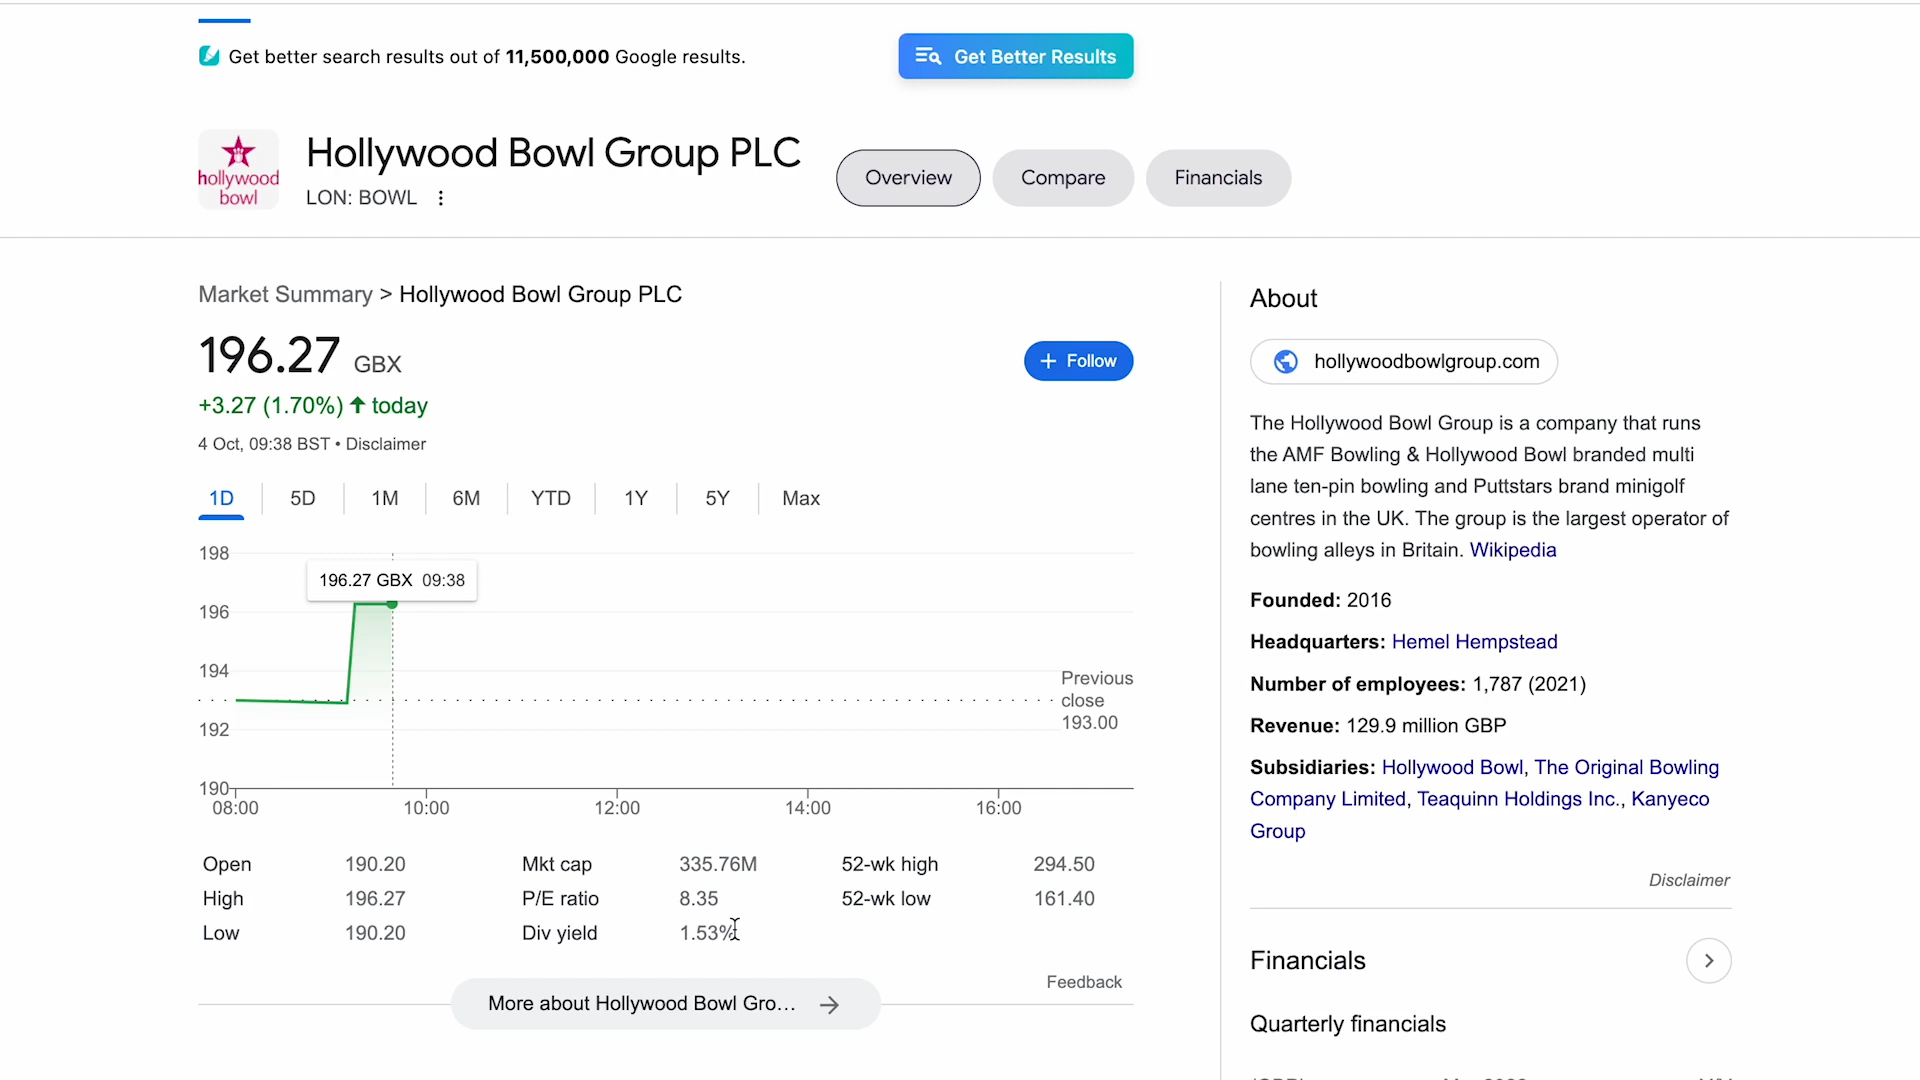 Get better search results out of 11,500,000 Google results.
Get Better Results
hollywood
bowl
Hollywood Bowl Group PLC
LON: BOWL
Overview
Compare
Financials
Market Summary > Hollywood Bowl Group PLC
196.27 GBX
+3.27 (1.70%) today
4 Oct, 09:38 BST • Disclaimer
+ Follow
1D 5D 1M 6M YTD 1Y 5Y Max
198
196.27 GBX 09:38
196
194
192
190
Previous
close
193.00
08:00 10:00 12:00 14:00 16:00
Open 190.20 Mkt cap 335.76M 52-wk high 294.50
High 196.27 P/E ratio 8.35 52-wk low 161.40
Low 190.20 Div yield 1.53%
Feedback
More about Hollywood Bowl Gro...
About
hollywoodbowlgroup.com
The Hollywood Bowl Group is a company that runs
the AMF Bowling & Hollywood Bowl branded multi
lane ten-pin bowling and Puttstars brand minigolf
centres in the UK. The group is the largest operator of
bowling alleys in Britain. Wikipedia
Founded: 2016
Headquarters: Hemel Hempstead
Number of employees: 1,787 (2021)
Revenue: 129.9 million GBP
Subsidiaries: Hollywood Bowl, The Original Bowling
Company Limited, Teaquinn Holdings Inc., Kanyeco
Group
Disclaimer
Financials
Quarterly financials